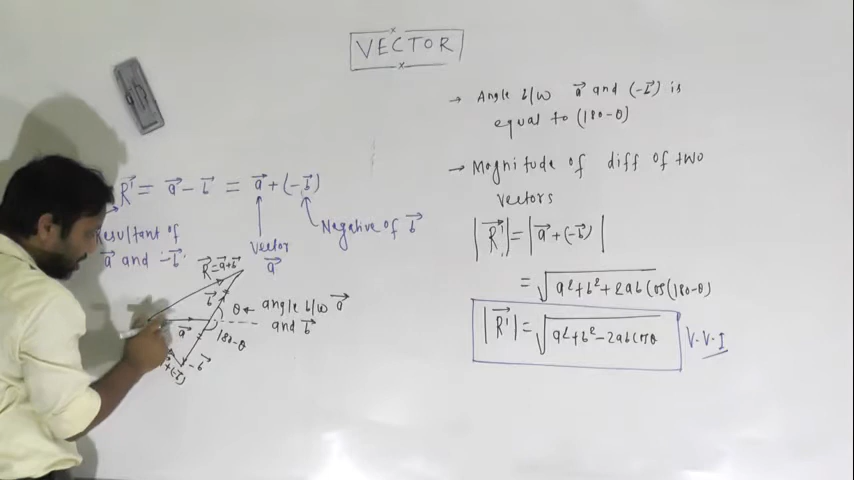 VECTOR
R⃗' = a⃗ - b⃗ = a⃗ + (-b⃗)
Resultant of
a⃗ and -b⃗
Vector
a⃗
Negative of b⃗
R⃗ = a⃗+b⃗
b⃗
θ ← angle b/w a⃗
and b⃗
a⃗
180-θ
-b⃗
+(-b⃗)
→ Angle b/w a⃗ and (-b⃗) is
equal to (180-θ)
→ Magnitude of diff of two
vectors
|R⃗'| = |a⃗ + (-b⃗)|
= √a²+b²+2ab Cos(180-θ)
|R⃗'| = √a²+b²-2ab Cosθ
V.V.I